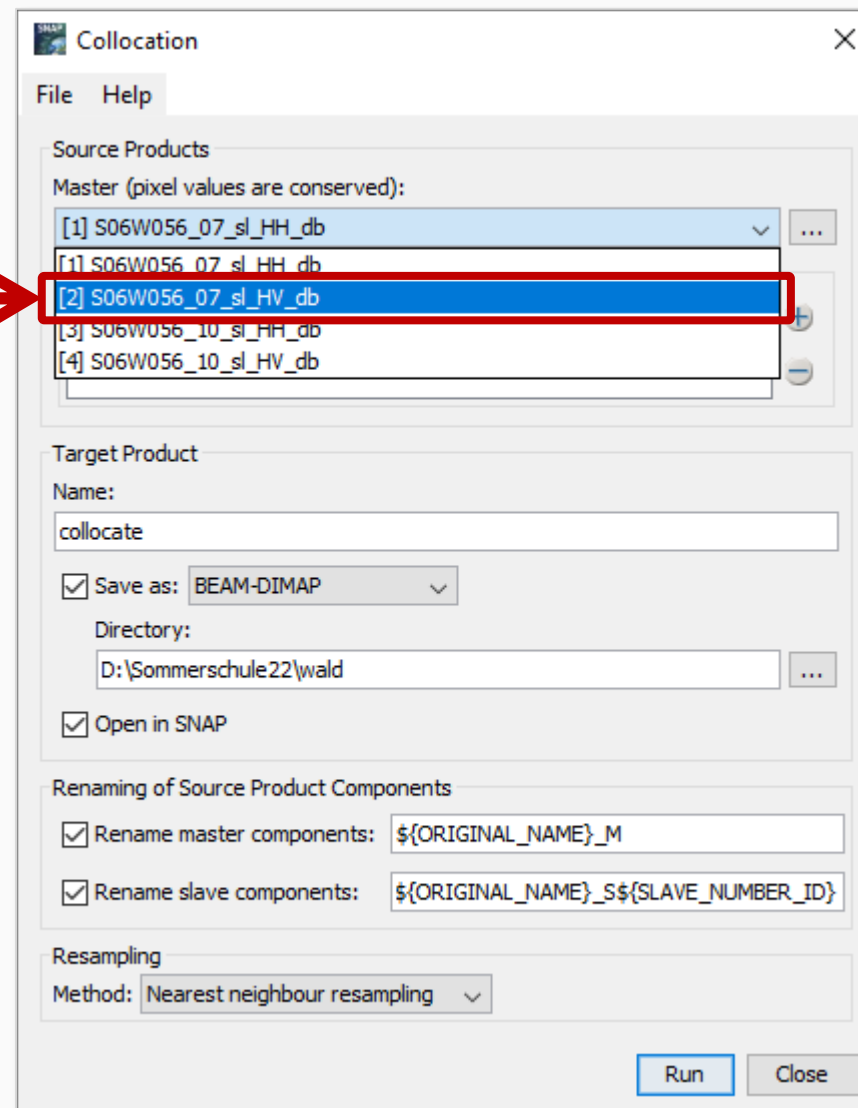 SNAP
Collocation
File Help
Source Products
Master (pixel values are conserved):
[1] S06W056_07_sl_HH_db
...
[1] S06W056_07_sl_HH_db
[2] S06W056_07_sl_HV_db
[3] S06W056_10_sl_HH_db
[4] S06W056_10_sl_HV_db
Target Product
Name:
collocate
Save as: BEAM-DIMAP
Directory:
D:\Sommerschule22\wald
...
Open in SNAP
Renaming of Source Product Components
Rename master components: ${ORIGINAL_NAME}_M
Rename slave components: ${ORIGINAL_NAME}_S${SLAVE_NUMBER_ID}
Resampling
Method: Nearest neighbour resampling
Run Close